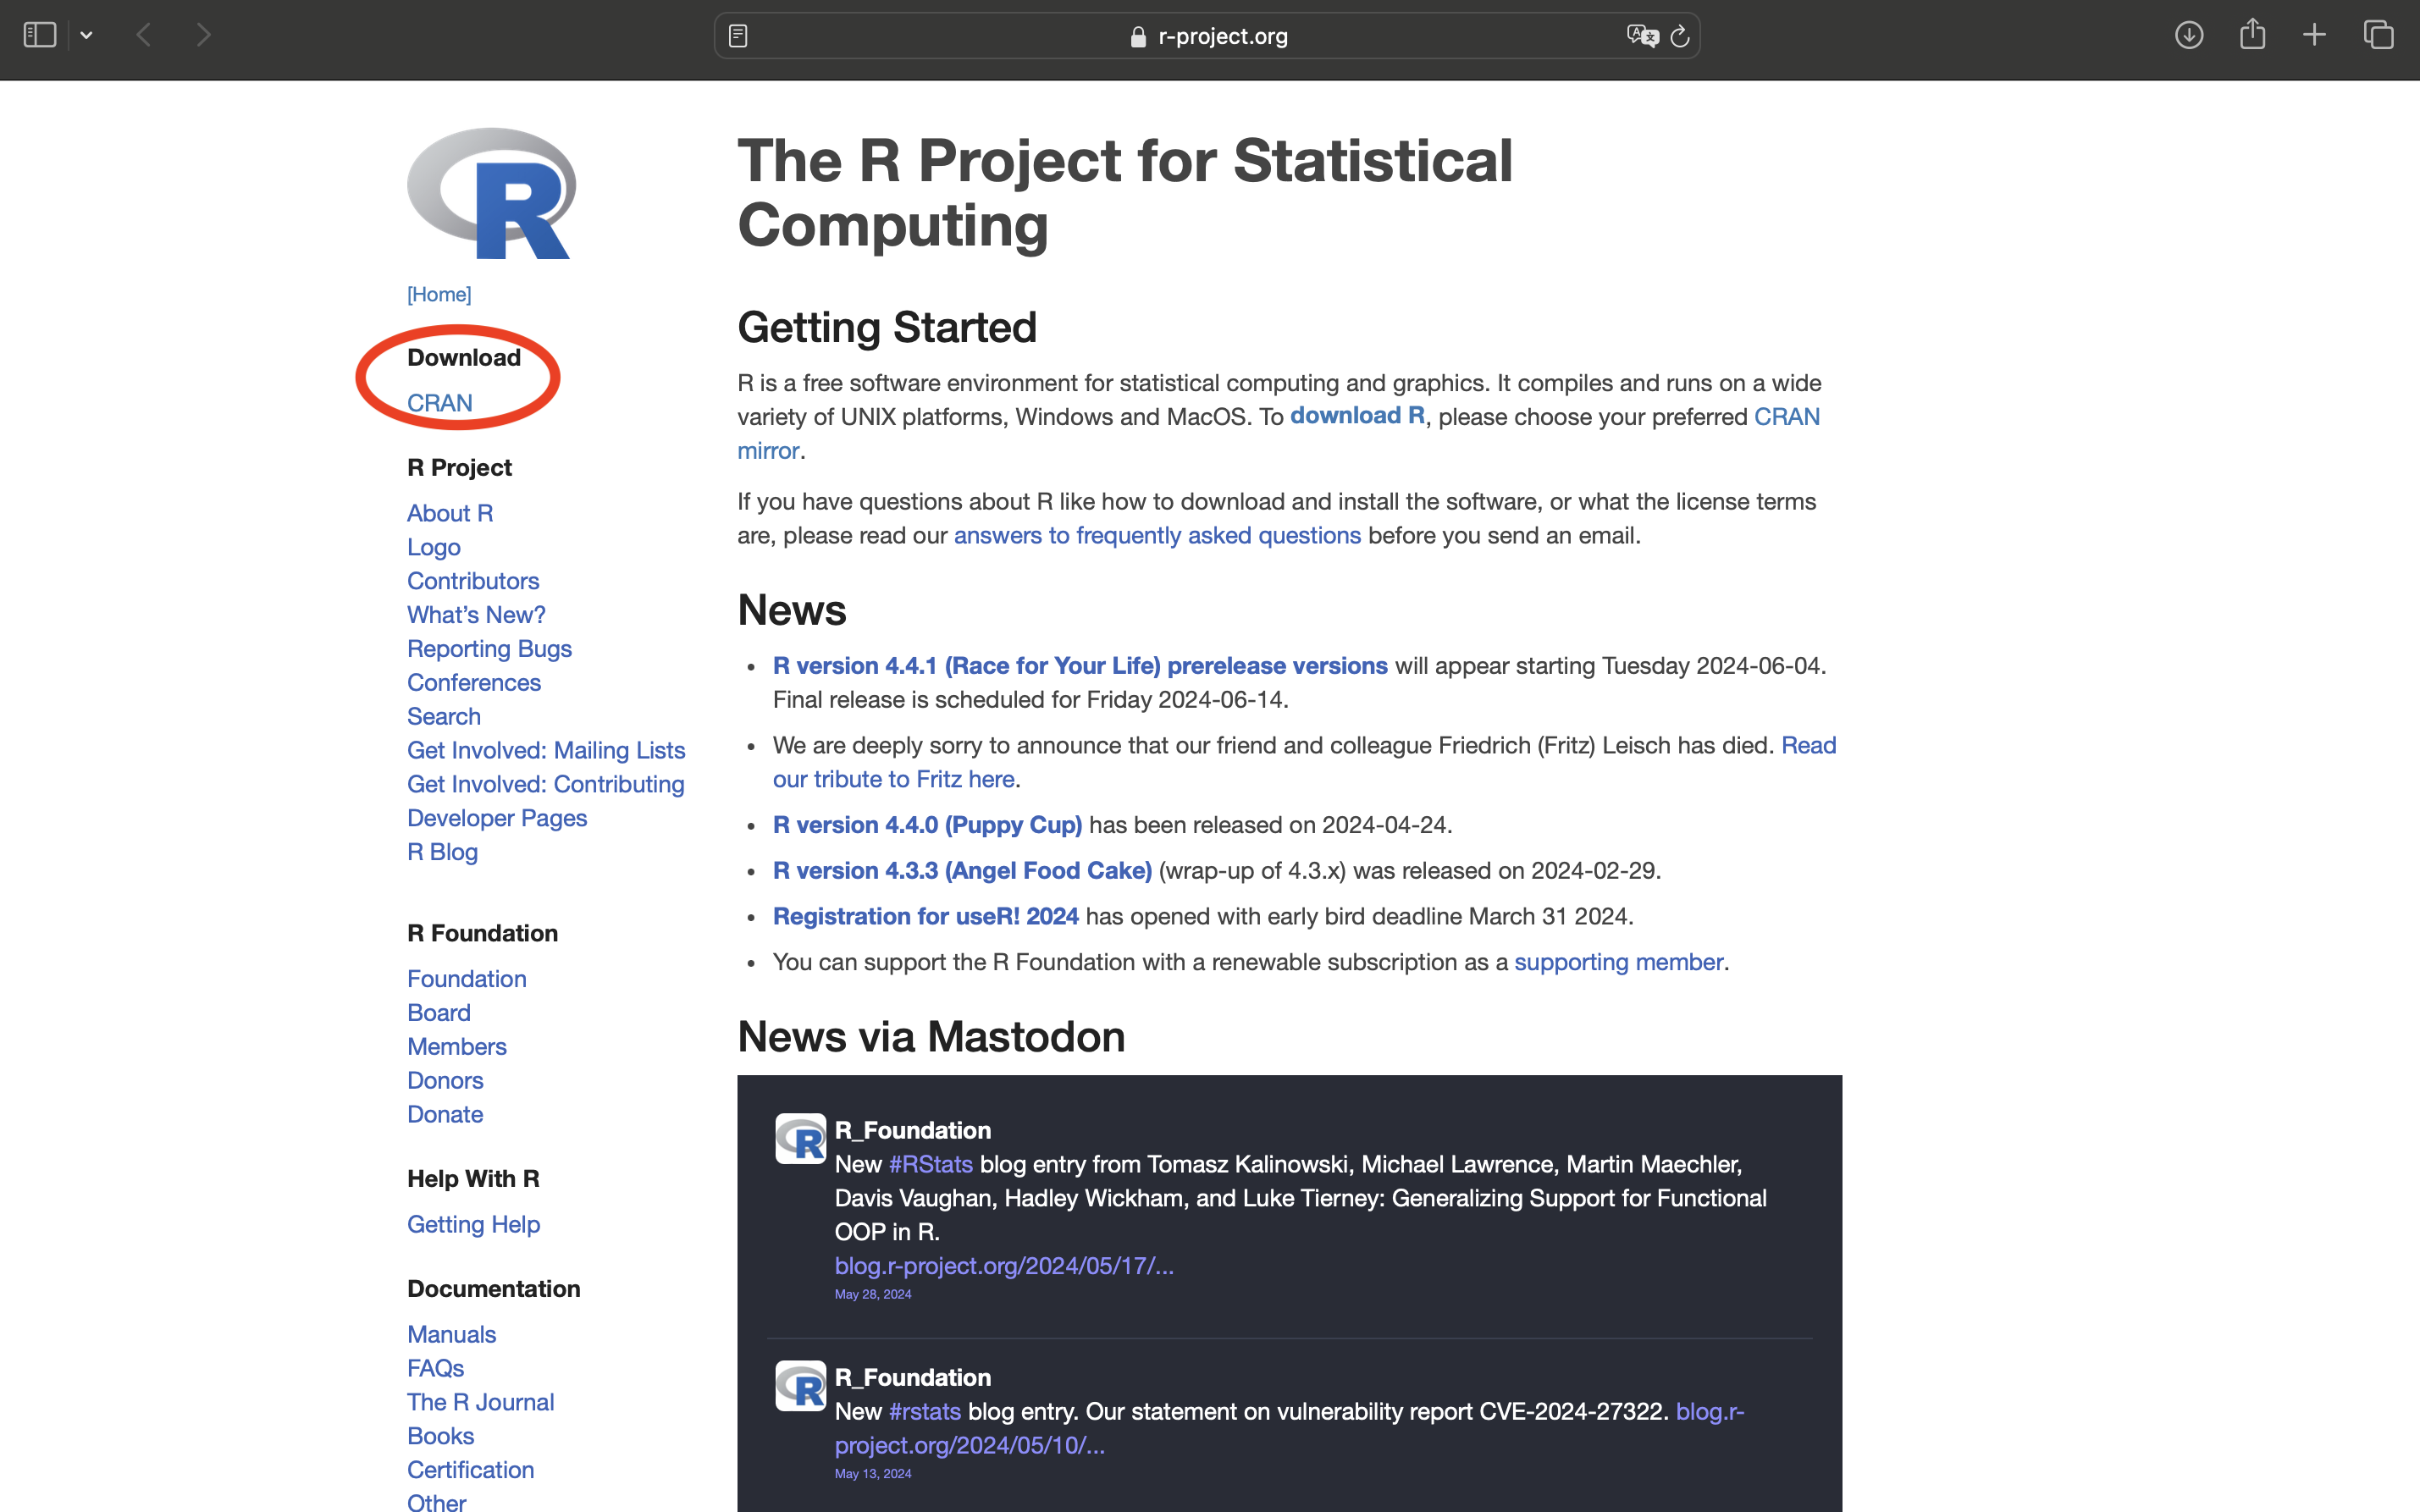 r-project.org
R
[Home]
Download
CRAN
R Project
About R
Logo
Contributors
What’s New?
Reporting Bugs
Conferences
Search
Get Involved: Mailing Lists
Get Involved: Contributing
Developer Pages
R Blog
R Foundation
Foundation
Board
Members
Donors
Donate
Help With R
Getting Help
Documentation
Manuals
FAQs
The R Journal
Books
Certification
Other
The R Project for Statistical
Computing
Getting Started
R is a free software environment for statistical computing and graphics. It compiles and runs on a wide
variety of UNIX platforms, Windows and MacOS. To download R, please choose your preferred CRAN
mirror.
If you have questions about R like how to download and install the software, or what the license terms
are, please read our answers to frequently asked questions before you send an email.
News
• R version 4.4.1 (Race for Your Life) prerelease versions will appear starting Tuesday 2024-06-04.
Final release is scheduled for Friday 2024-06-14.
• We are deeply sorry to announce that our friend and colleague Friedrich (Fritz) Leisch has died. Read
our tribute to Fritz here.
• R version 4.4.0 (Puppy Cup) has been released on 2024-04-24.
• R version 4.3.3 (Angel Food Cake) (wrap-up of 4.3.x) was released on 2024-02-29.
• Registration for useR! 2024 has opened with early bird deadline March 31 2024.
• You can support the R Foundation with a renewable subscription as a supporting member.
News via Mastodon
R
R_Foundation
New #RStats blog entry from Tomasz Kalinowski, Michael Lawrence, Martin Maechler,
Davis Vaughan, Hadley Wickham, and Luke Tierney: Generalizing Support for Functional
OOP in R.
blog.r-project.org/2024/05/17/...
May 28, 2024
R
R_Foundation
New #rstats blog entry. Our statement on vulnerability report CVE-2024-27322. blog.r-
project.org/2024/05/10/...
May 13, 2024